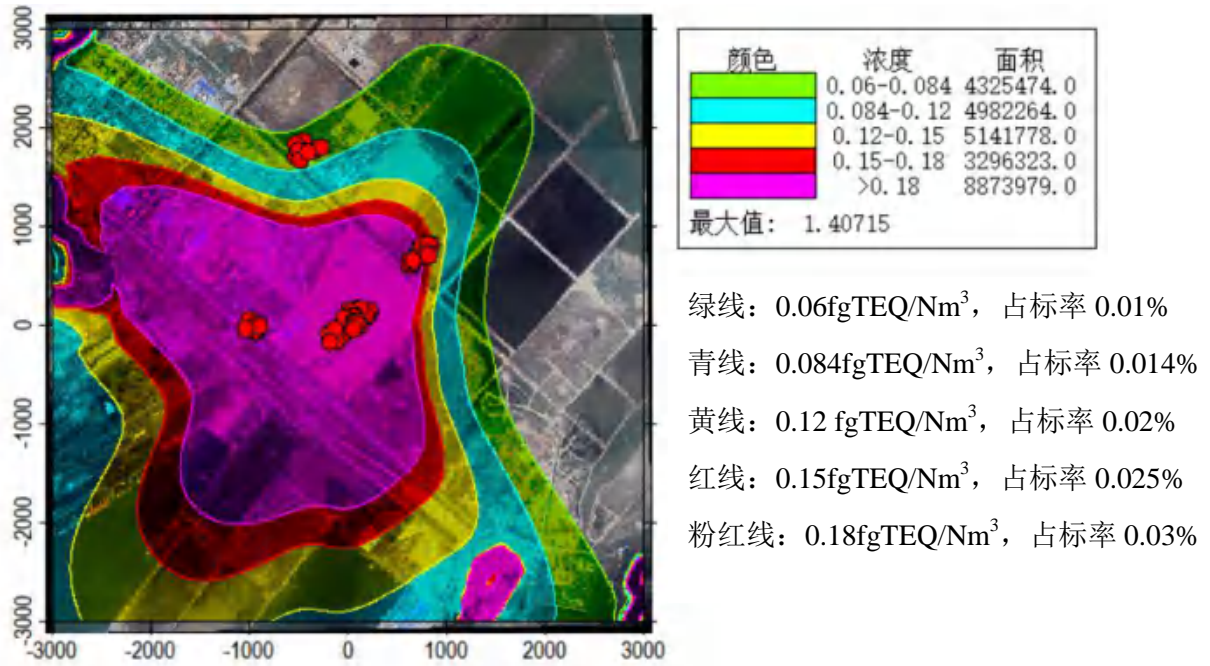 3000
2000
1000
0
-1000
-2000
-3000
-3000 -2000 -1000 0 1000 2000 3000
颜色 浓度 面积
0.06-0.084 4325474.0
0.084-0.12 4982264.0
0.12-0.15 5141778.0
0.15-0.18 3296323.0
>0.18 8873979.0
最大值: 1.40715
绿线：0.06fgTEQ/Nm³，占标率 0.01%
青线：0.084fgTEQ/Nm³，占标率 0.014%
黄线：0.12 fgTEQ/Nm³，占标率 0.02%
红线：0.15fgTEQ/Nm³，占标率 0.025%
粉红线：0.18fgTEQ/Nm³，占标率 0.03%